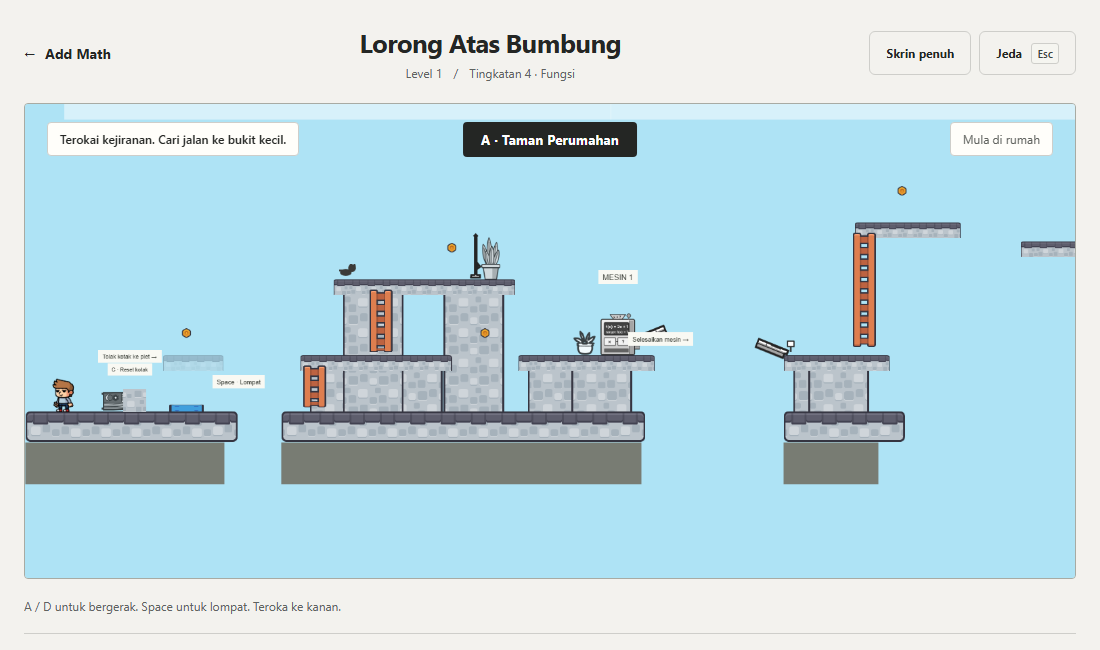 ← Add Math
Lorong Atas Bumbung
Level 1 / Tingkatan 4 · Fungsi
Skrin penuh
Jeda Esc
Terokai kejiranan. Cari jalan ke bukit kecil.
A · Taman Perumahan
Mula di rumah
MESIN 1
Selesaikan mesin →
Tolak kotak ke plat →
C · Reset kotak
Space Lompat
A / D untuk bergerak. Space untuk lompat. Teroka ke kanan.